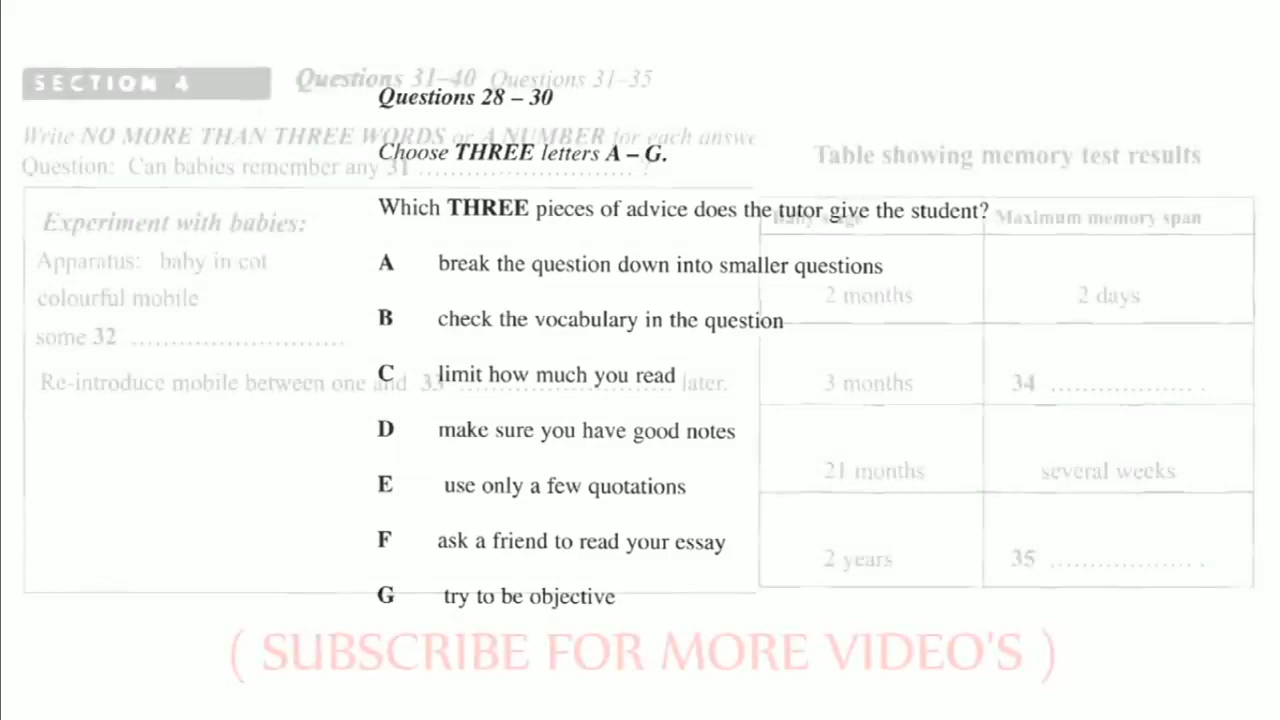 SECTION 4
Questions 31–40 Questions 31–35
Write NO MORE THAN THREE WORDS or A NUMBER for each answe
Question: Can babies remember any 31 ........................
Experiment with babies:
Apparatus: baby in cot
colourful mobile
some 32 ........................
Re-introduce mobile between one and 33 ........................ later.
Table showing memory test results
Baby's age Maximum memory span
2 months 2 days
3 months 34 ..................
21 months several weeks
2 years 35 ..................
Questions 28 – 30
Choose THREE letters A – G.
Which THREE pieces of advice does the tutor give the student?
A break the question down into smaller questions
B check the vocabulary in the question
C limit how much you read
D make sure you have good notes
E use only a few quotations
F ask a friend to read your essay
G try to be objective
( SUBSCRIBE FOR MORE VIDEO'S )